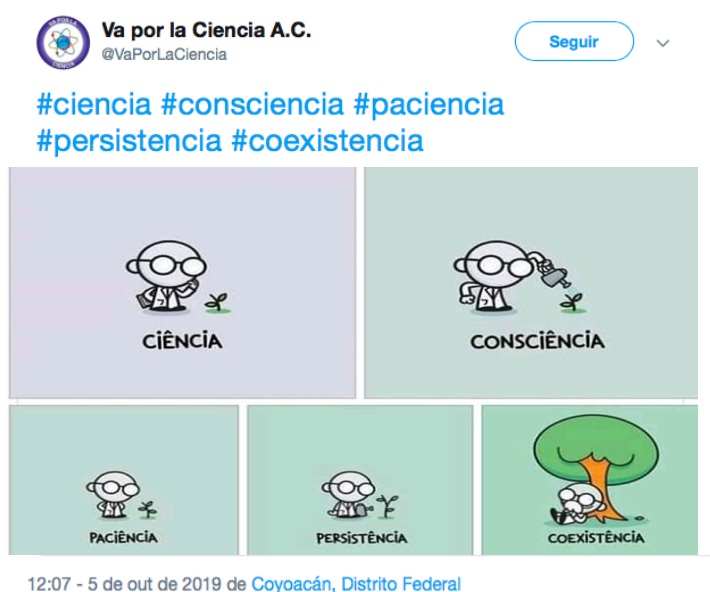 Va por la Ciencia A.C.
@VaPorLaCiencia
Seguir
#ciencia #consciencia #paciencia
#persistencia #coexistencia
CIÊNCIA
CONSCIÊNCIA
PACIÊNCIA
PERSISTÊNCIA
COEXISTÊNCIA
12:07 - 5 de out de 2019 de Coyoacán, Distrito Federal